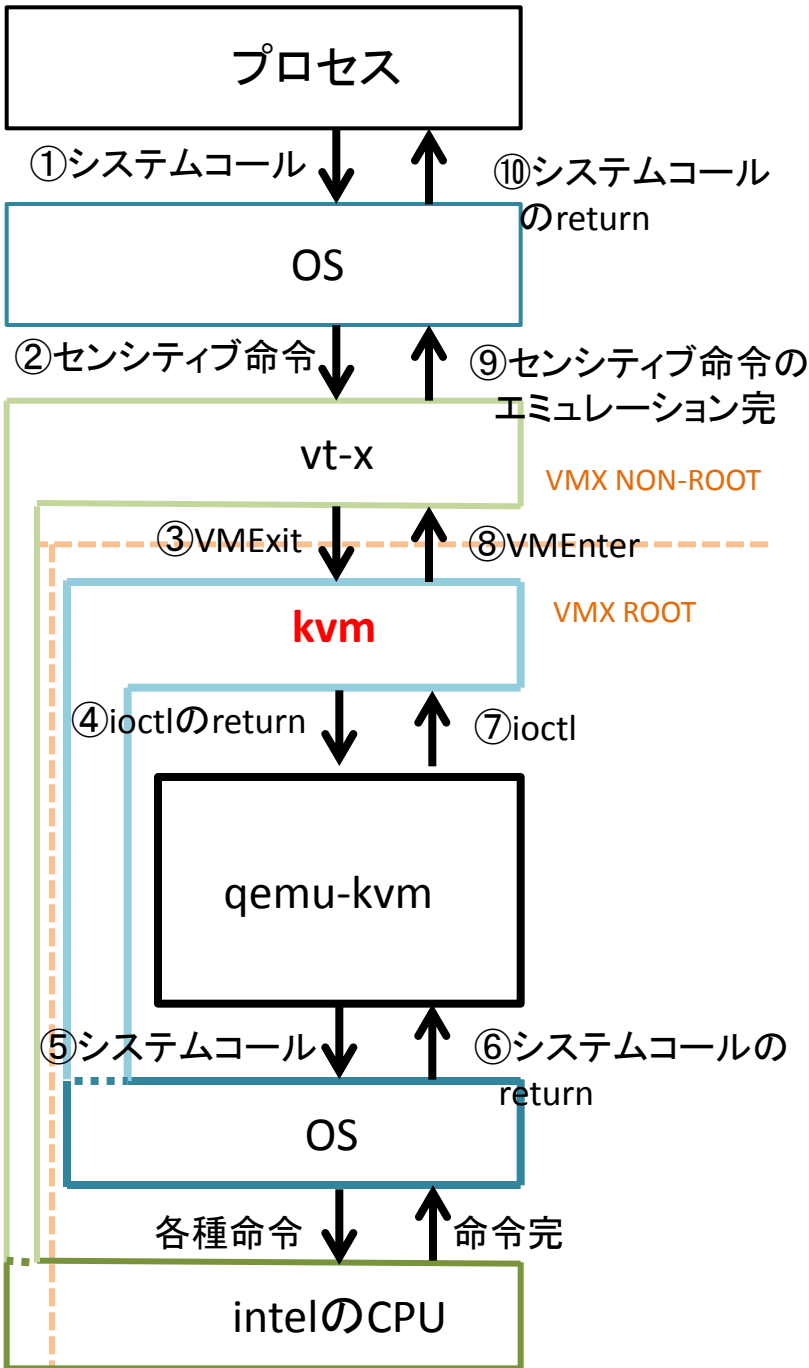 プロセス
①システムコール
⑩システムコール
のreturn
OS
②センシティブ命令
⑨センシティブ命令の
エミュレーション完
vt-x
VMX NON-ROOT
③VMExit
⑧VMEnter
kvm
VMX ROOT
④ioctlのreturn
⑦ioctl
qemu-kvm
⑤システムコール
⑥システムコールの
return
OS
各種命令
命令完
intelのCPU